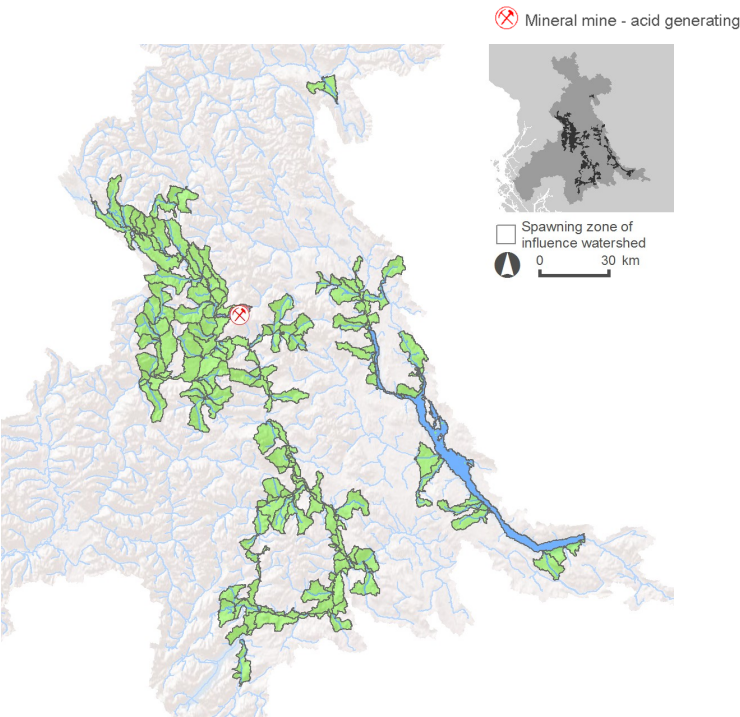 Mineral mine - acid generating
Spawning zone of
influence watershed
0 30 km